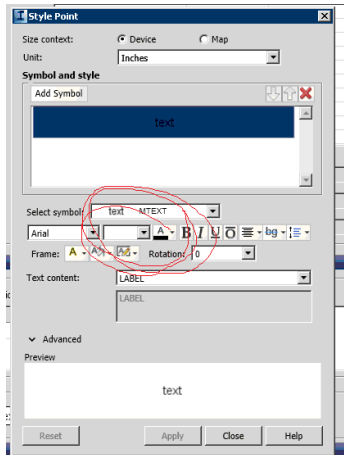 Style Point
Size context: Device Map
Unit: Inches
Symbol and style
Add Symbol
text
Select symbol: text MTEXT
Arial A B I U O bg
Frame: A A Rotation: 0
Text content: LABEL
LABEL
Advanced
Preview
text
Reset Apply Close Help